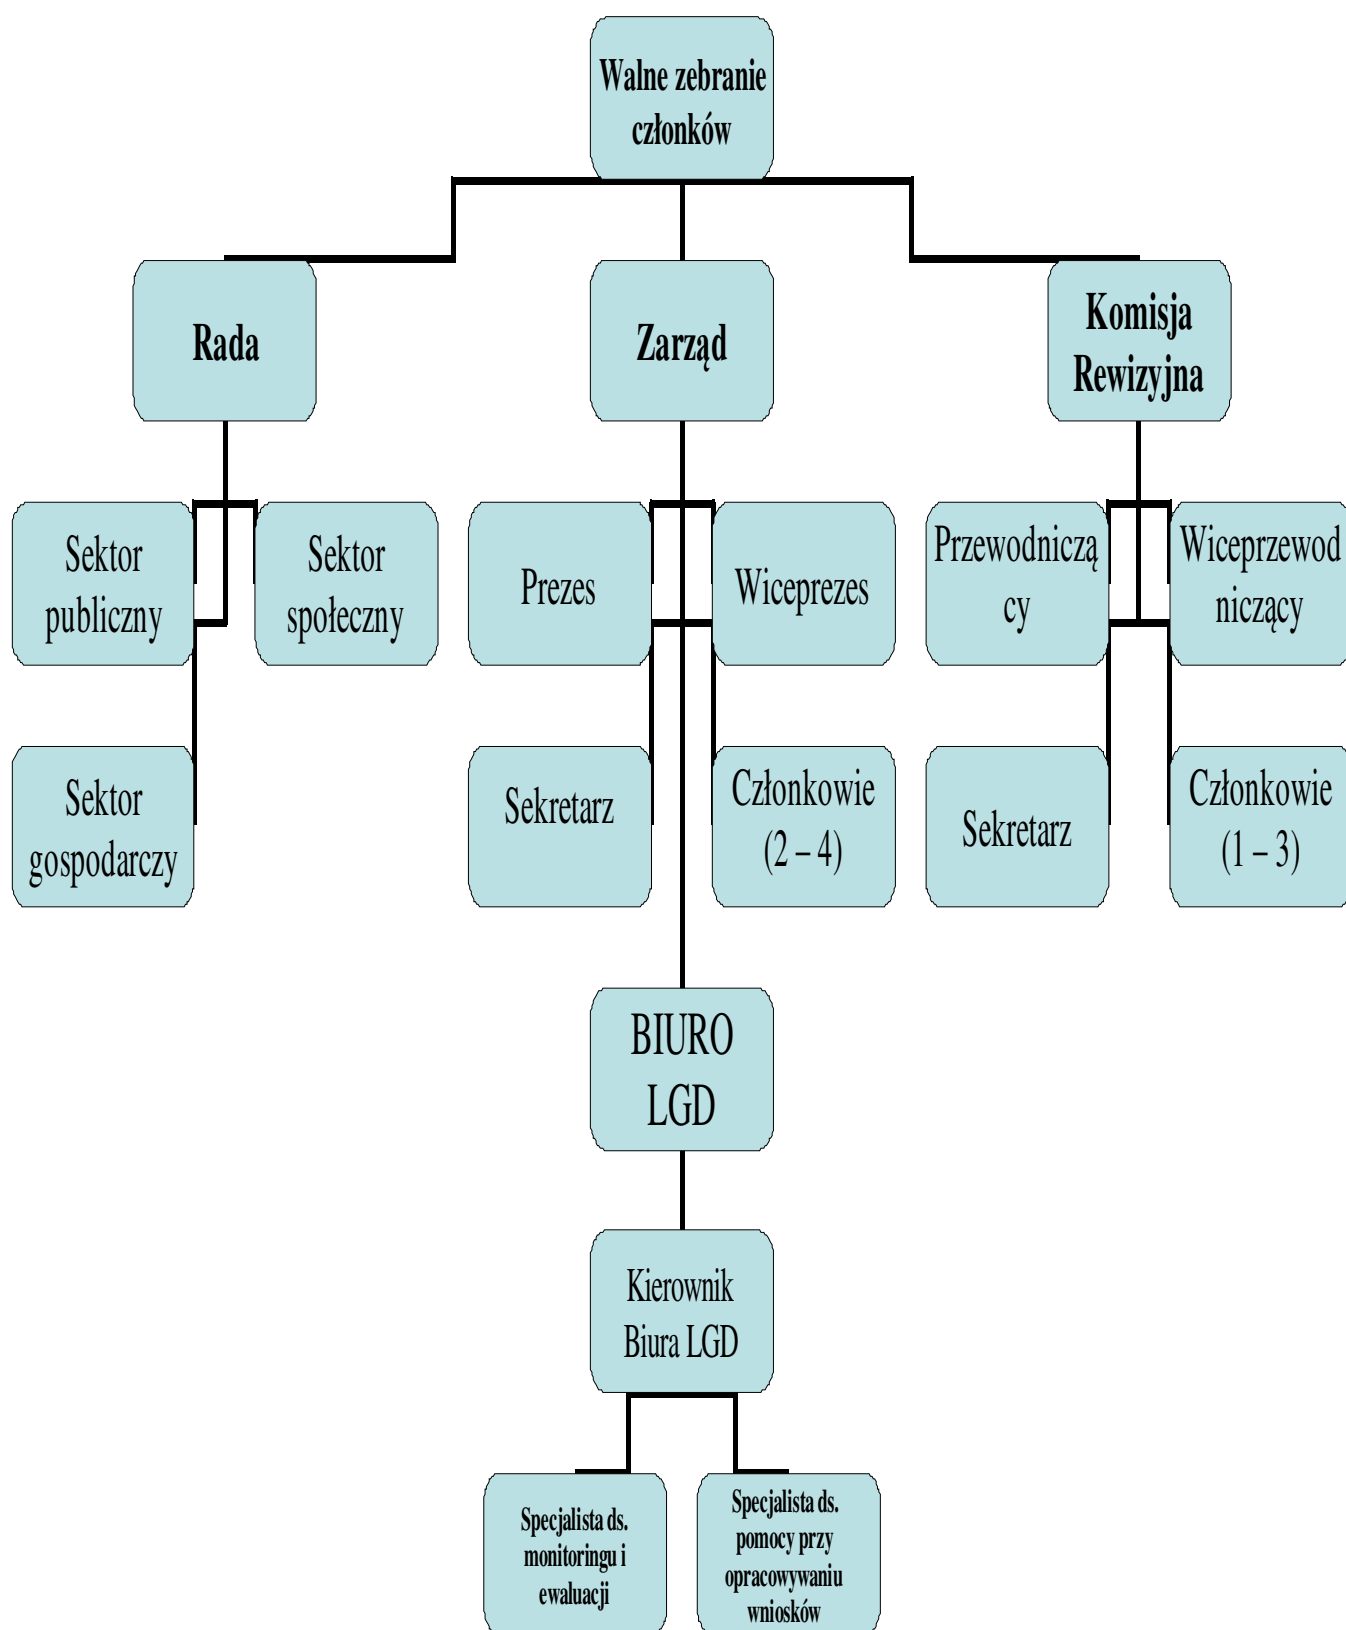 Walne zebranie
członków
Rada
Zarząd
Komisja
Rewizyjna
Sektor
publiczny
Sektor
społeczny
Prezes
Wiceprezes
Przewodniczą
cy
Wiceprzewod
niczący
Sektor
gospodarczy
Sekretarz
Członkowie
(2 – 4)
Sekretarz
Członkowie
(1 – 3)
BIURO
LGD
Kierownik
Biura LGD
Specjalista ds.
monitoringu i
ewaluacji
Specjalista ds.
pomocy przy
opracowywaniu
wniosków